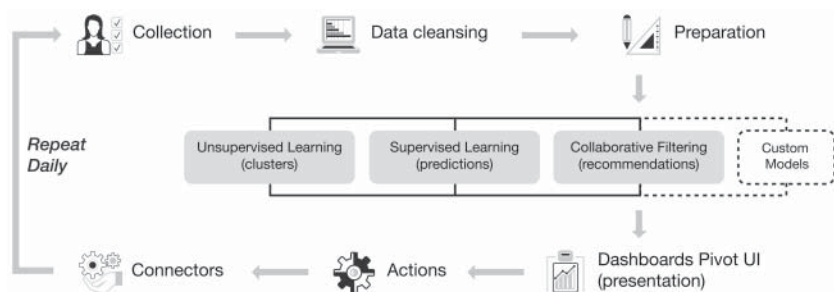 Collection
Data cleansing
Preparation
Repeat
Daily
Unsupervised Learning
(clusters)
Supervised Learning
(predictions)
Collaborative Filtering
(recommendations)
Custom
Models
Dashboards Pivot UI
(presentation)
Actions
Connectors